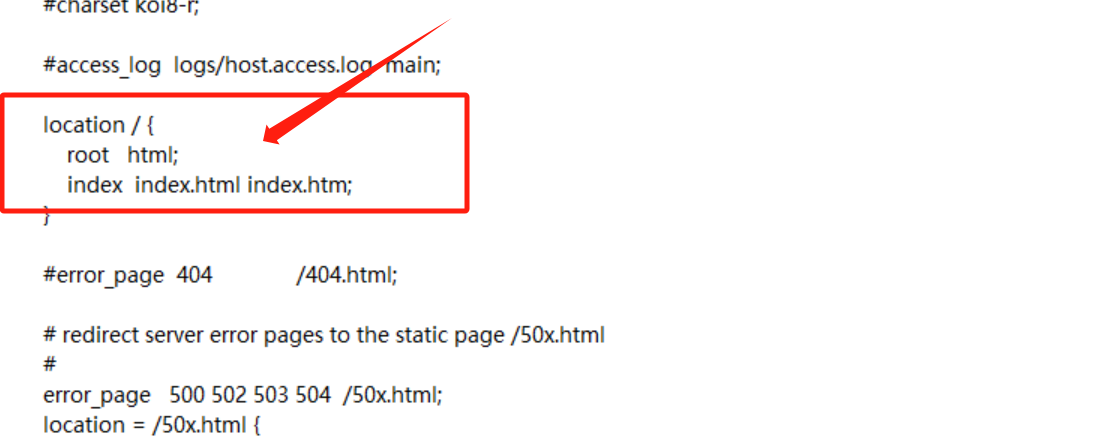 #charset koi8-r;
#access_log logs/host.access.log main;
location / {
root html;
index index.html index.htm;
}
#error_page 404 /404.html;
# redirect server error pages to the static page /50x.html
#
error_page 500 502 503 504 /50x.html;
location = /50x.html {